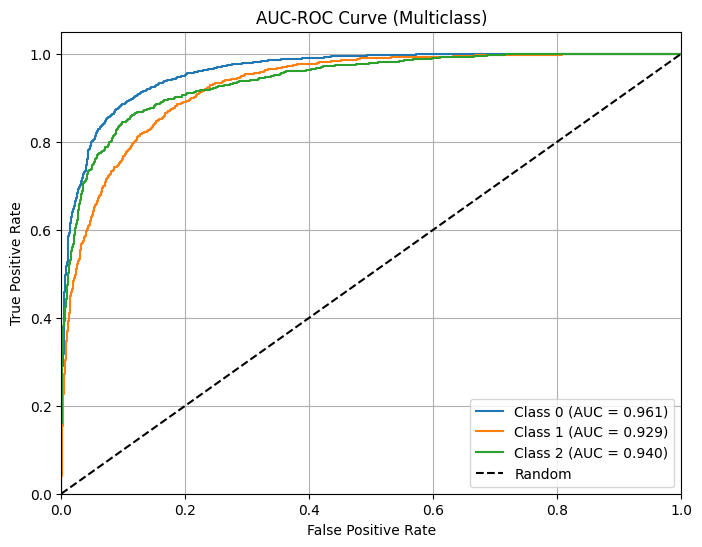 AUC-ROC Curve (Multiclass)
True Positive Rate
1.0
0.8
0.6
0.4
0.2
0.0
Class 0 (AUC = 0.961)
Class 1 (AUC = 0.929)
Class 2 (AUC = 0.940)
Random
0.0 0.2 0.4 0.6 0.8 1.0
False Positive Rate